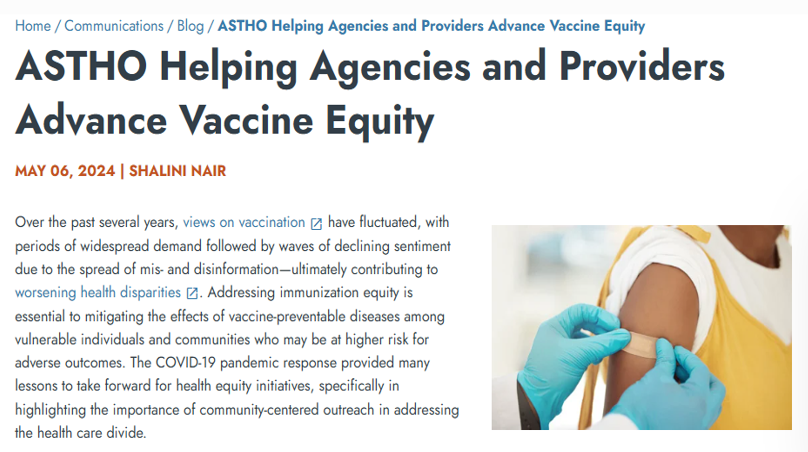 Home / Communications / Blog / ASTHO Helping Agencies and Providers Advance Vaccine Equity
ASTHO Helping Agencies and Providers
Advance Vaccine Equity
MAY 06, 2024 | SHALINI NAIR
Over the past several years, views on vaccination have fluctuated, with
periods of widespread demand followed by waves of declining sentiment
due to the spread of mis- and disinformation—ultimately contributing to
worsening health disparities. Addressing immunization equity is
essential to mitigating the effects of vaccine-preventable diseases among
vulnerable individuals and communities who may be at higher risk for
adverse outcomes. The COVID-19 pandemic response provided many
lessons to take forward for health equity initiatives, specifically in
highlighting the importance of community-centered outreach in addressing
the health care divide.